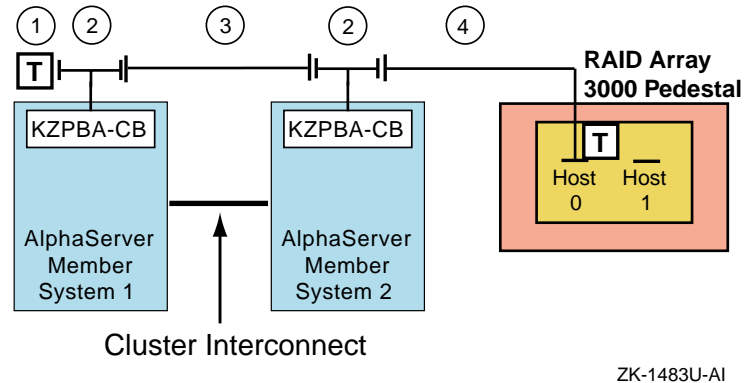 1 2 3 2 4
T
RAID Array
3000 Pedestal
KZPBA-CB KZPBA-CB
T
Host Host
0 1
AlphaServer AlphaServer
Member Member
System 1 System 2
Cluster Interconnect
ZK-1483U-AI